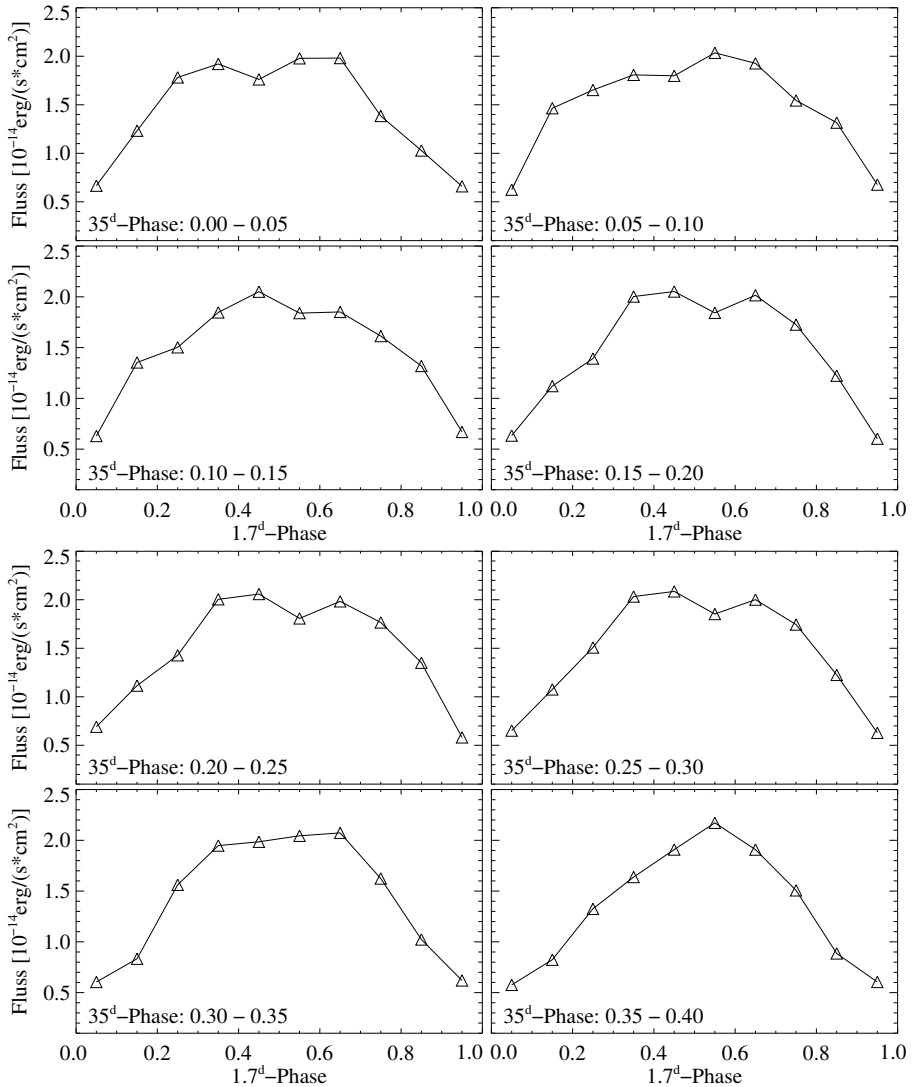 2.5
2.0
1.5
1.0
0.5
Fluss [10⁻¹⁴erg/(s*cm²)]
35ᵈ−Phase: 0.00 − 0.05
35ᵈ−Phase: 0.05 − 0.10
2.5
2.0
1.5
1.0
0.5
Fluss [10⁻¹⁴erg/(s*cm²)]
35ᵈ−Phase: 0.10 − 0.15
35ᵈ−Phase: 0.15 − 0.20
0.0 0.2 0.4 0.6 0.8 1.0
0.0 0.2 0.4 0.6 0.8 1.0
1.7ᵈ−Phase
1.7ᵈ−Phase
2.5
2.0
1.5
1.0
0.5
Fluss [10⁻¹⁴erg/(s*cm²)]
35ᵈ−Phase: 0.20 − 0.25
35ᵈ−Phase: 0.25 − 0.30
2.5
2.0
1.5
1.0
0.5
Fluss [10⁻¹⁴erg/(s*cm²)]
35ᵈ−Phase: 0.30 − 0.35
35ᵈ−Phase: 0.35 − 0.40
0.0 0.2 0.4 0.6 0.8 1.0
0.0 0.2 0.4 0.6 0.8 1.0
1.7ᵈ−Phase
1.7ᵈ−Phase